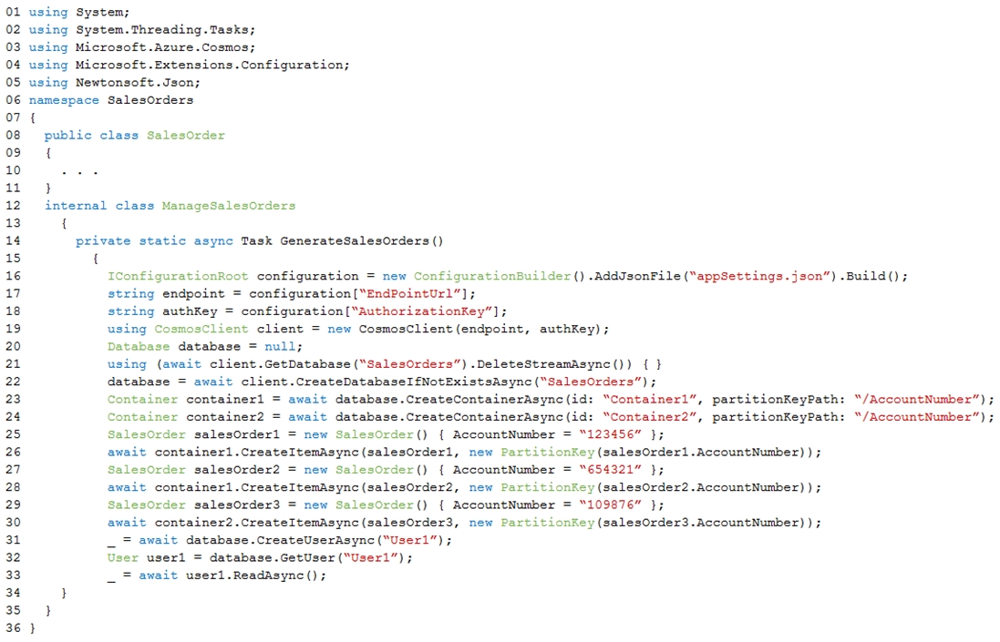 01 using System;
02 using System.Threading.Tasks;
03 using Microsoft.Azure.Cosmos;
04 using Microsoft.Extensions.Configuration;
05 using Newtonsoft.Json;
06 namespace SalesOrders
07 {
08 public class SalesOrder
09 {
10 . . .
11 }
12 internal class ManageSalesOrders
13 {
14 private static async Task GenerateSalesOrders()
15 {
16 IConfigurationRoot configuration = new ConfigurationBuilder().AddJsonFile(“appSettings.json”).Build();
17 string endpoint = configuration[“EndPointUrl”];
18 string authKey = configuration[“AuthorizationKey”];
19 using CosmosClient client = new CosmosClient(endpoint, authKey);
20 Database database = null;
21 using (await client.GetDatabase(“SalesOrders”).DeleteStreamAsync()) { }
22 database = await client.CreateDatabaseIfNotExistsAsync(“SalesOrders”);
23 Container container1 = await database.CreateContainerAsync(id: “Container1”, partitionKeyPath: “/AccountNumber”);
24 Container container2 = await database.CreateContainerAsync(id: “Container2”, partitionKeyPath: “/AccountNumber”);
25 SalesOrder salesOrder1 = new SalesOrder() { AccountNumber = “123456” };
26 await container1.CreateItemAsync(salesOrder1, new PartitionKey(salesOrder1.AccountNumber));
27 SalesOrder salesOrder2 = new SalesOrder() { AccountNumber = “654321” };
28 await container1.CreateItemAsync(salesOrder2, new PartitionKey(salesOrder2.AccountNumber));
29 SalesOrder salesOrder3 = new SalesOrder() { AccountNumber = “109876” };
30 await container2.CreateItemAsync(salesOrder3, new PartitionKey(salesOrder3.AccountNumber));
31 _ = await database.CreateUserAsync(“User1”);
32 User user1 = database.GetUser(“User1”);
33 _ = await user1.ReadAsync();
34 }
35 }
36 }